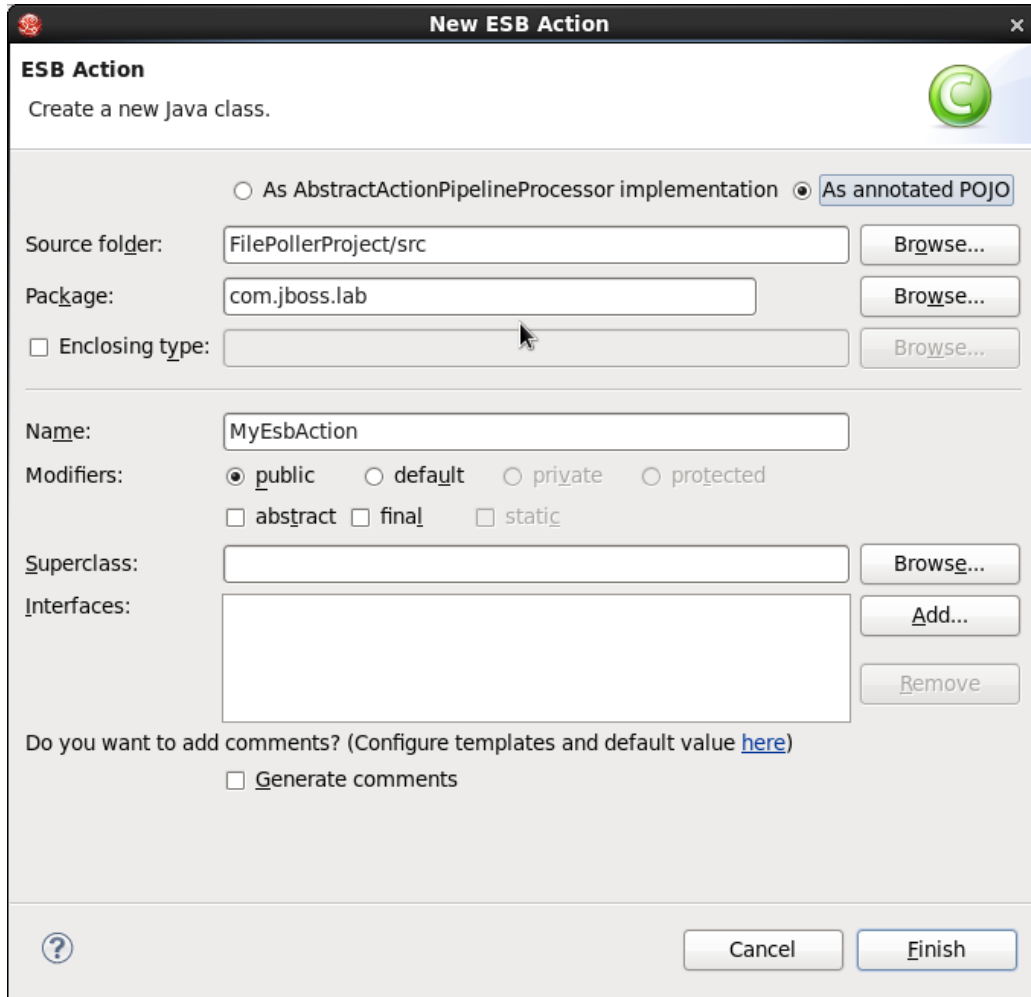 New ESB Action
ESB Action
Create a new Java class.
As AbstractActionPipelineProcessor implementation As annotated POJO
Source folder: FilePollerProject/src Browse...
Package: com.jboss.lab Browse...
Enclosing type: Browse...
Name: MyEsbAction
Modifiers: public default private protected
abstract final static
Superclass: Browse...
Interfaces: Add...
Remove
Do you want to add comments? (Configure templates and default value here)
Generate comments
Cancel Finish